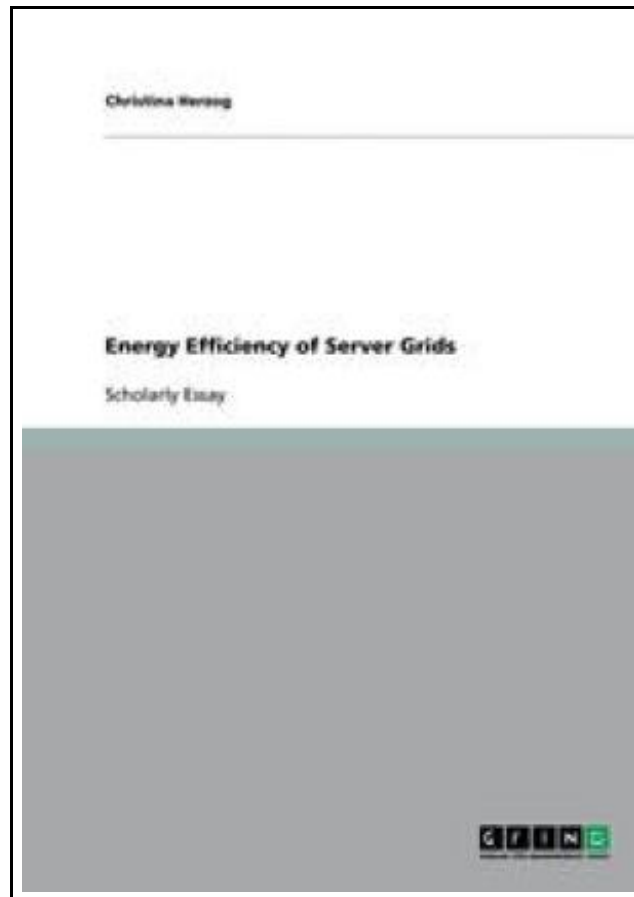 Christina Herzog
Energy Efficiency of Server Grids
Scholarly Essay
GRIN